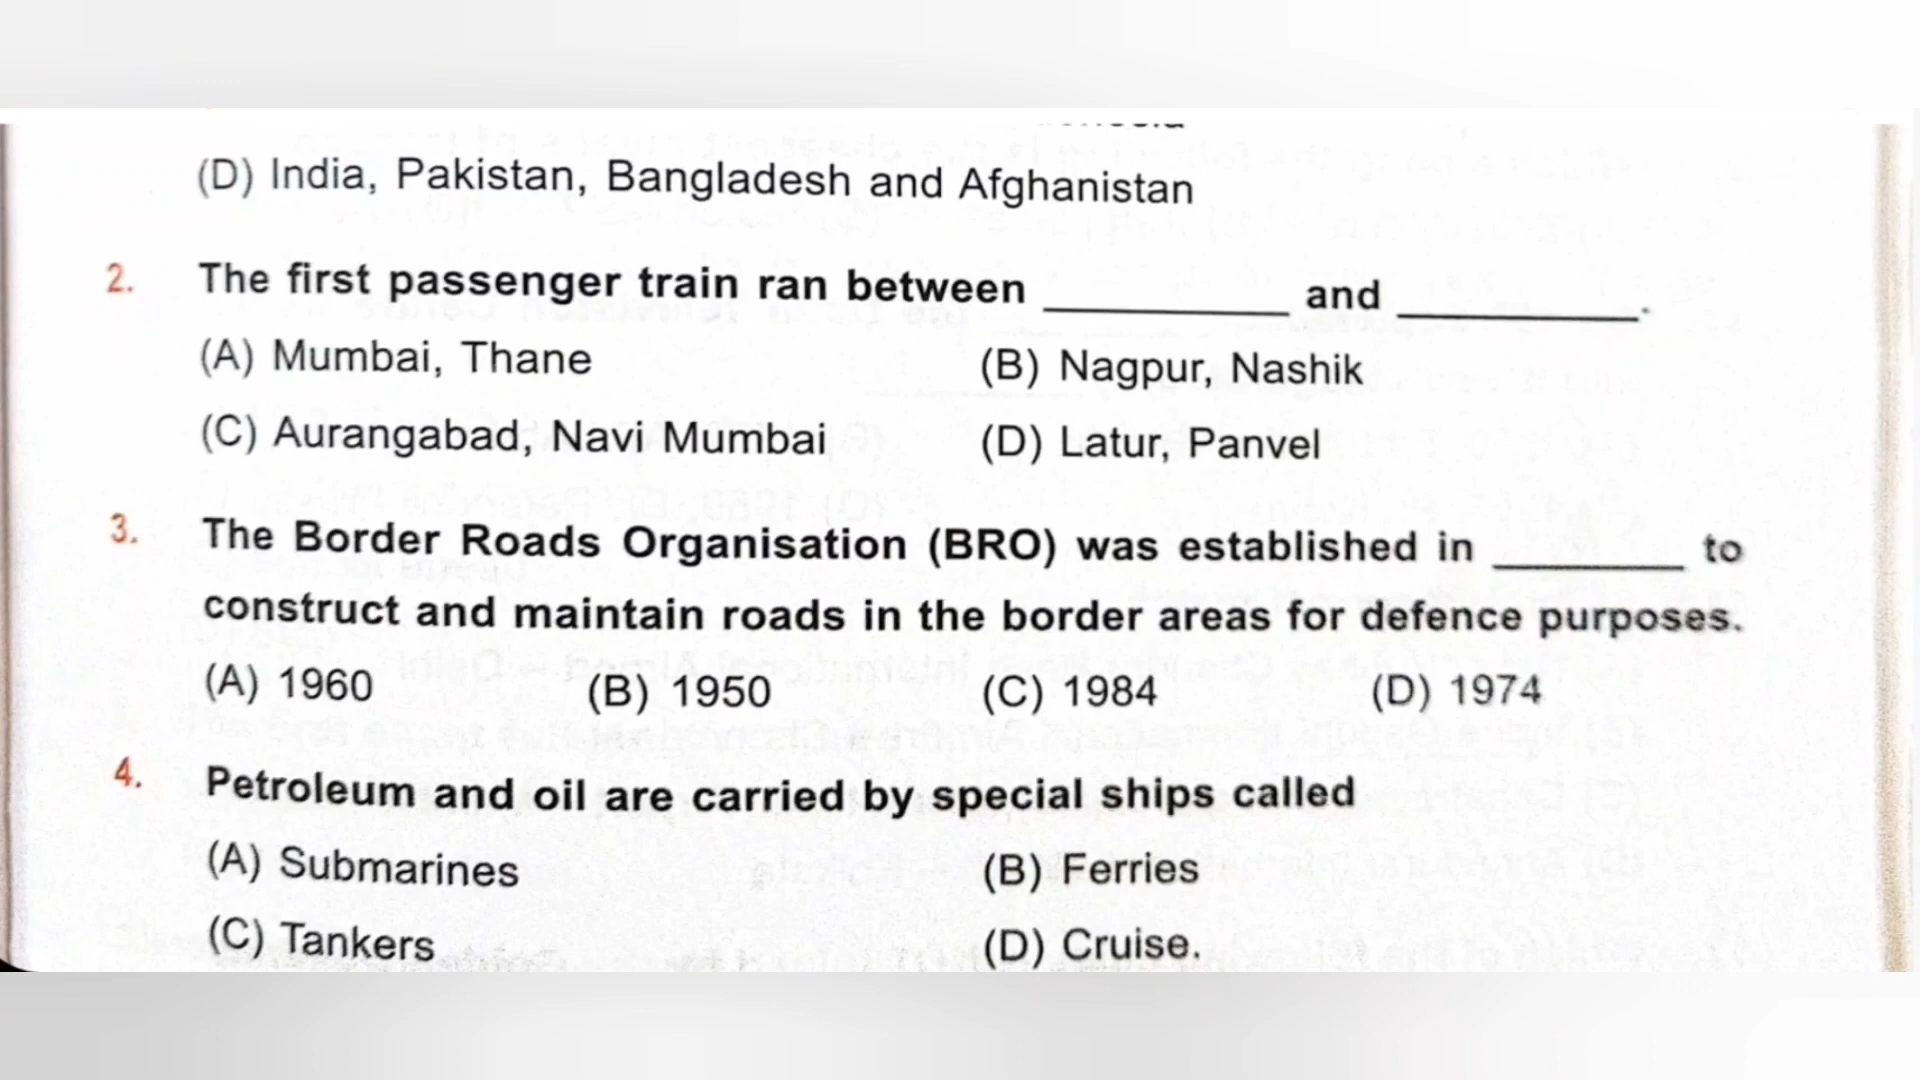 (D) India, Pakistan, Bangladesh and Afghanistan
2. The first passenger train ran between __________ and __________.
(A) Mumbai, Thane (B) Nagpur, Nashik
(C) Aurangabad, Navi Mumbai (D) Latur, Panvel
3. The Border Roads Organisation (BRO) was established in ________ to
construct and maintain roads in the border areas for defence purposes.
(A) 1960 (B) 1950 (C) 1984 (D) 1974
4. Petroleum and oil are carried by special ships called
(A) Submarines (B) Ferries
(C) Tankers (D) Cruise.